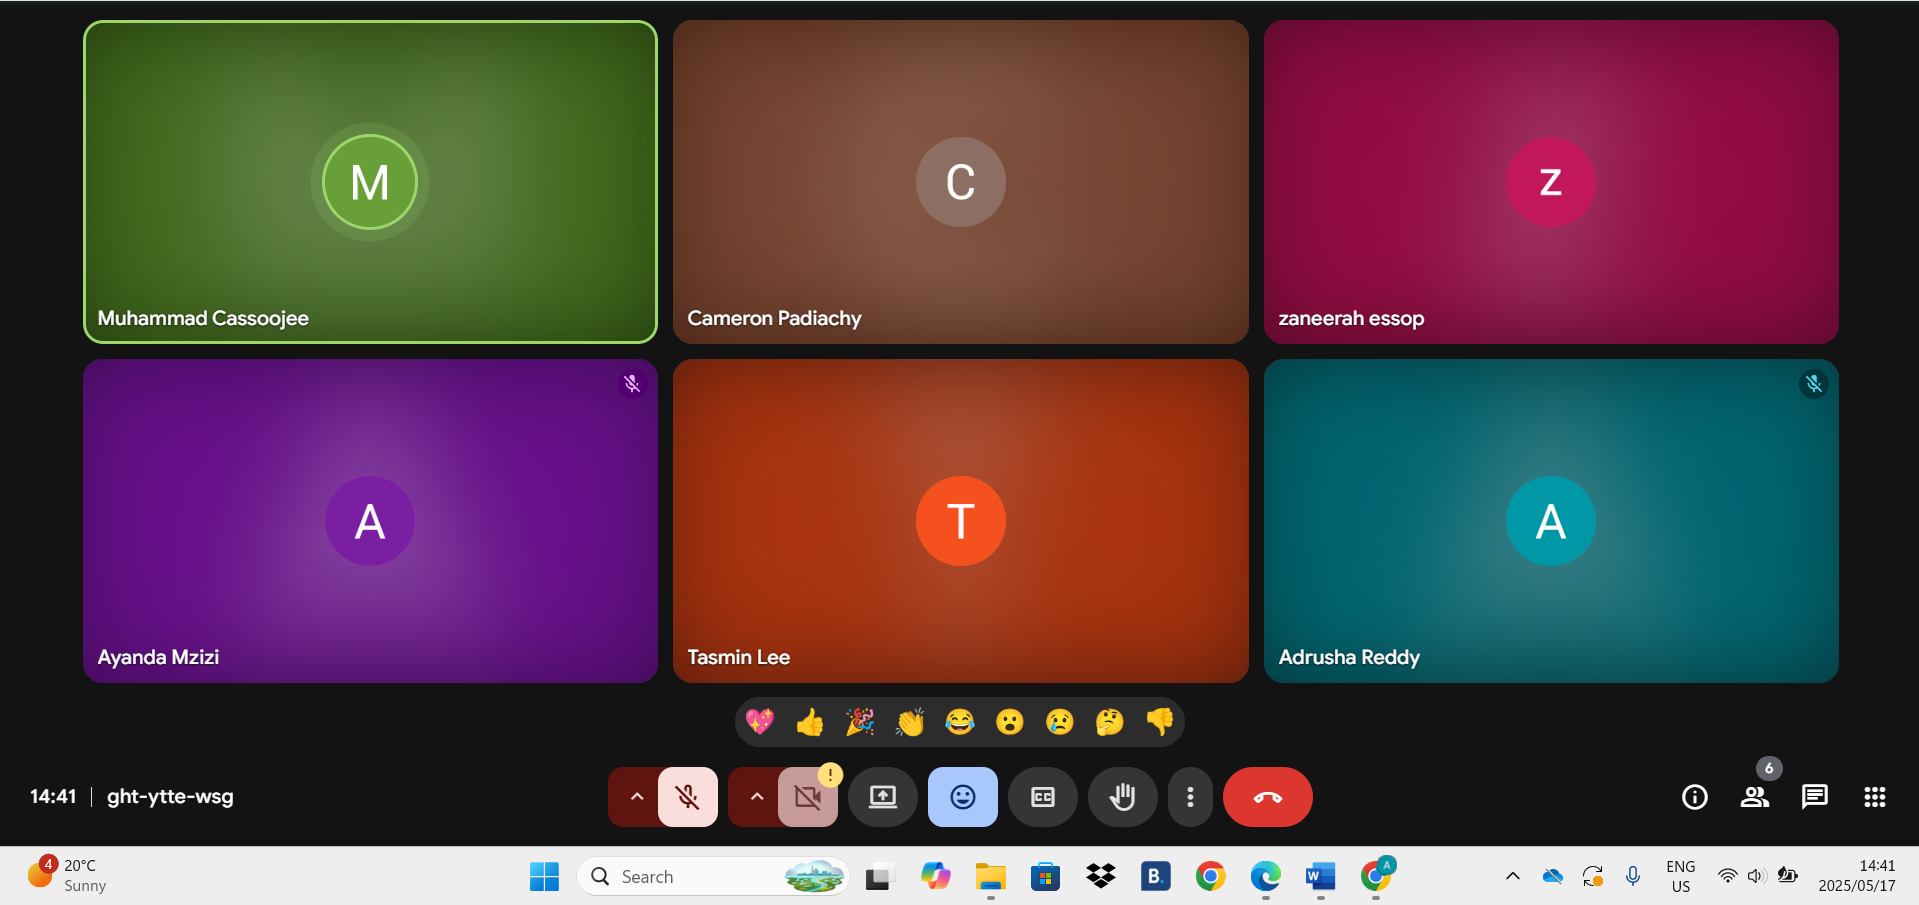 M
Muhammad Cassoojee
C
Cameron Padiachy
z
zaneerah essop
A
Ayanda Mzizi
T
Tasmin Lee
A
Adrusha Reddy
14:41 | ght-ytte-wsg
!
CC
6
4
20°C
Sunny
Search
B.
W
A
ENG
US
14:41
2025/05/17